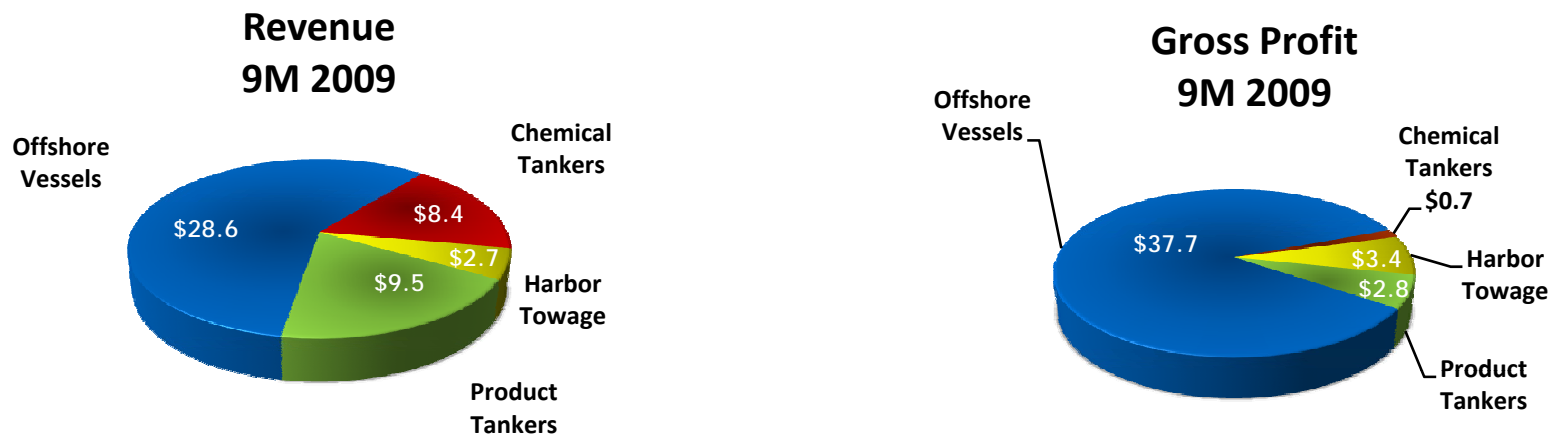 Revenue
9M 2009
Offshore
Vessels
Chemical
Tankers
$28.6
$8.4
$2.7
$9.5
Harbor
Towage
Product
Tankers
Gross Profit
9M 2009
Offshore
Vessels
Chemical
Tankers
$0.7
$37.7
$3.4
$2.8
Harbor
Towage
Product
Tankers